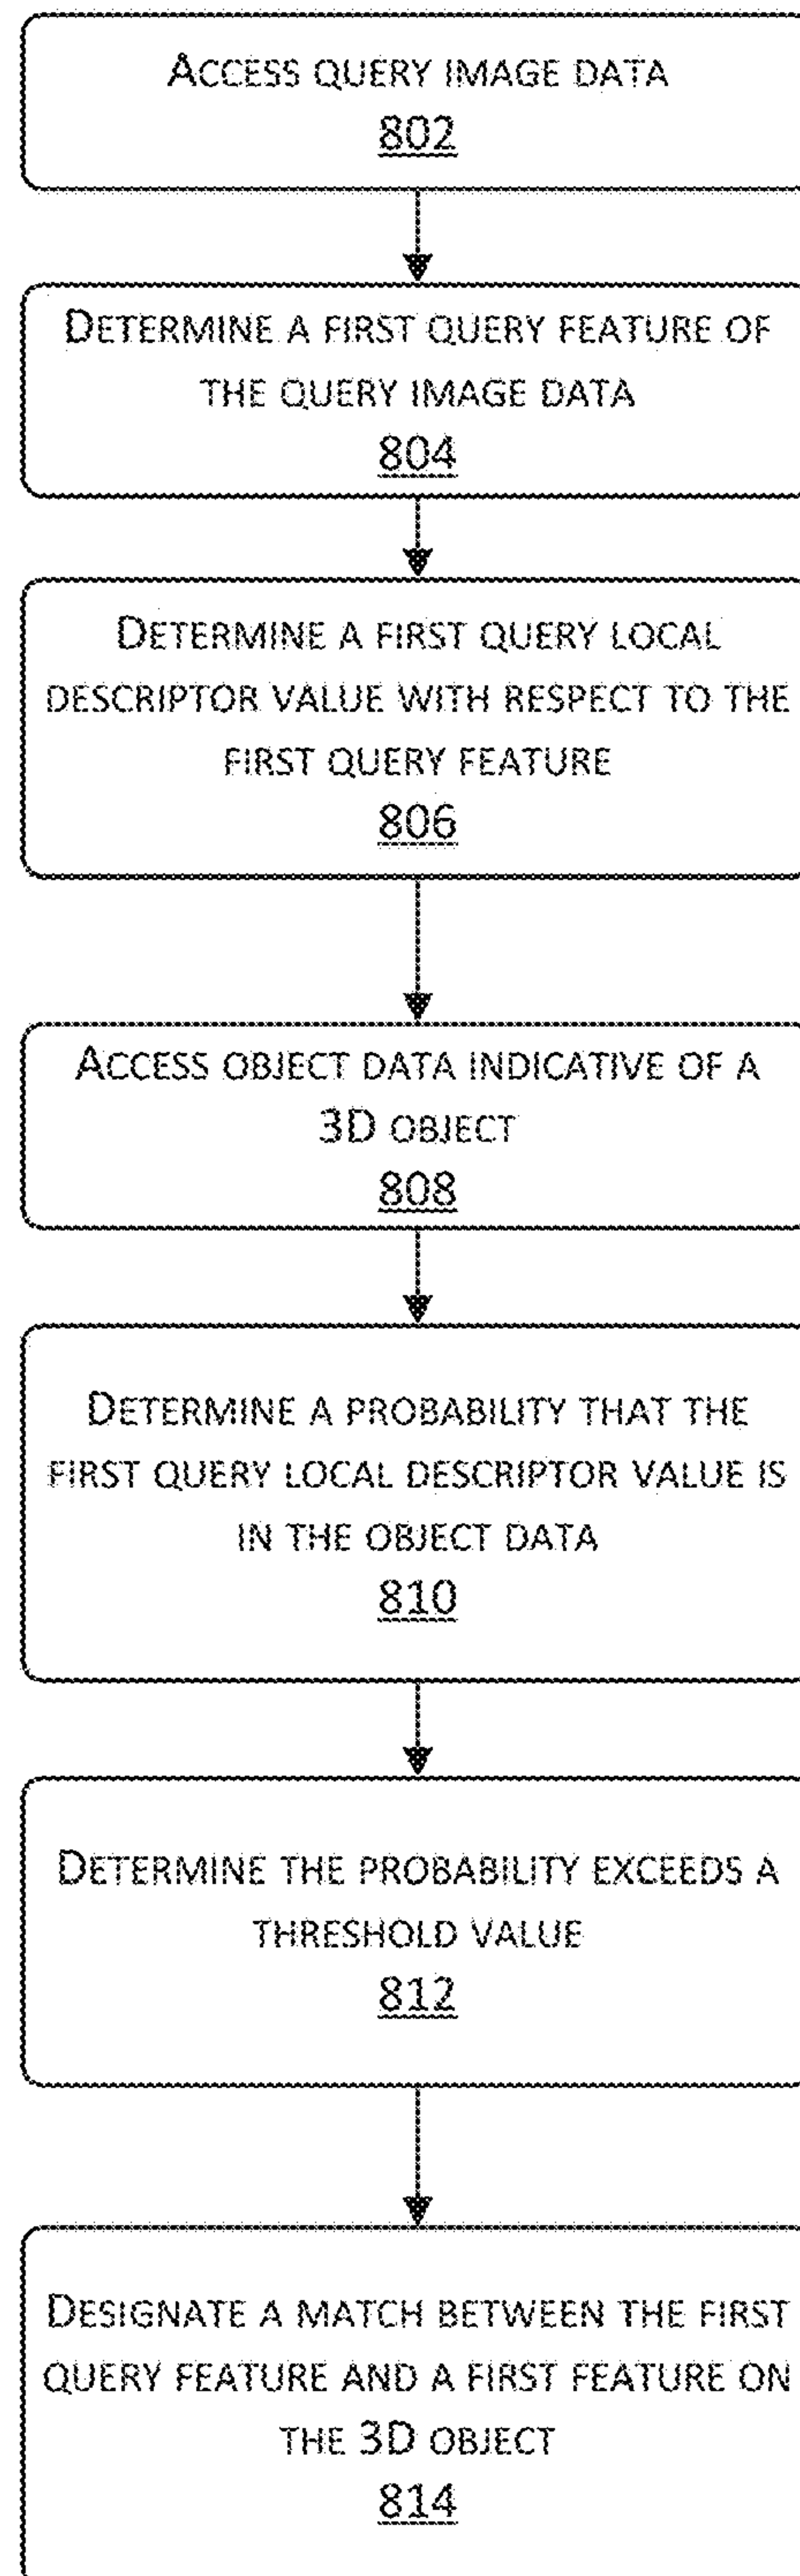 ACCESS QUERY IMAGE DATA
802
DETERMINE A FIRST QUERY FEATURE OF
THE QUERY IMAGE DATA
804
DETERMINE A FIRST QUERY LOCAL
DESCRIPTOR VALUE WITH RESPECT TO THE
FIRST QUERY FEATURE
806
ACCESS OBJECT DATA INDICATIVE OF A
3D OBJECT
808
DETERMINE A PROBABILITY THAT THE
FIRST QUERY LOCAL DESCRIPTOR VALUE IS
IN THE OBJECT DATA
810
DETERMINE THE PROBABILITY EXCEEDS A
THRESHOLD VALUE
812
DESIGNATE A MATCH BETWEEN THE FIRST
QUERY FEATURE AND A FIRST FEATURE ON
THE 3D OBJECT
814